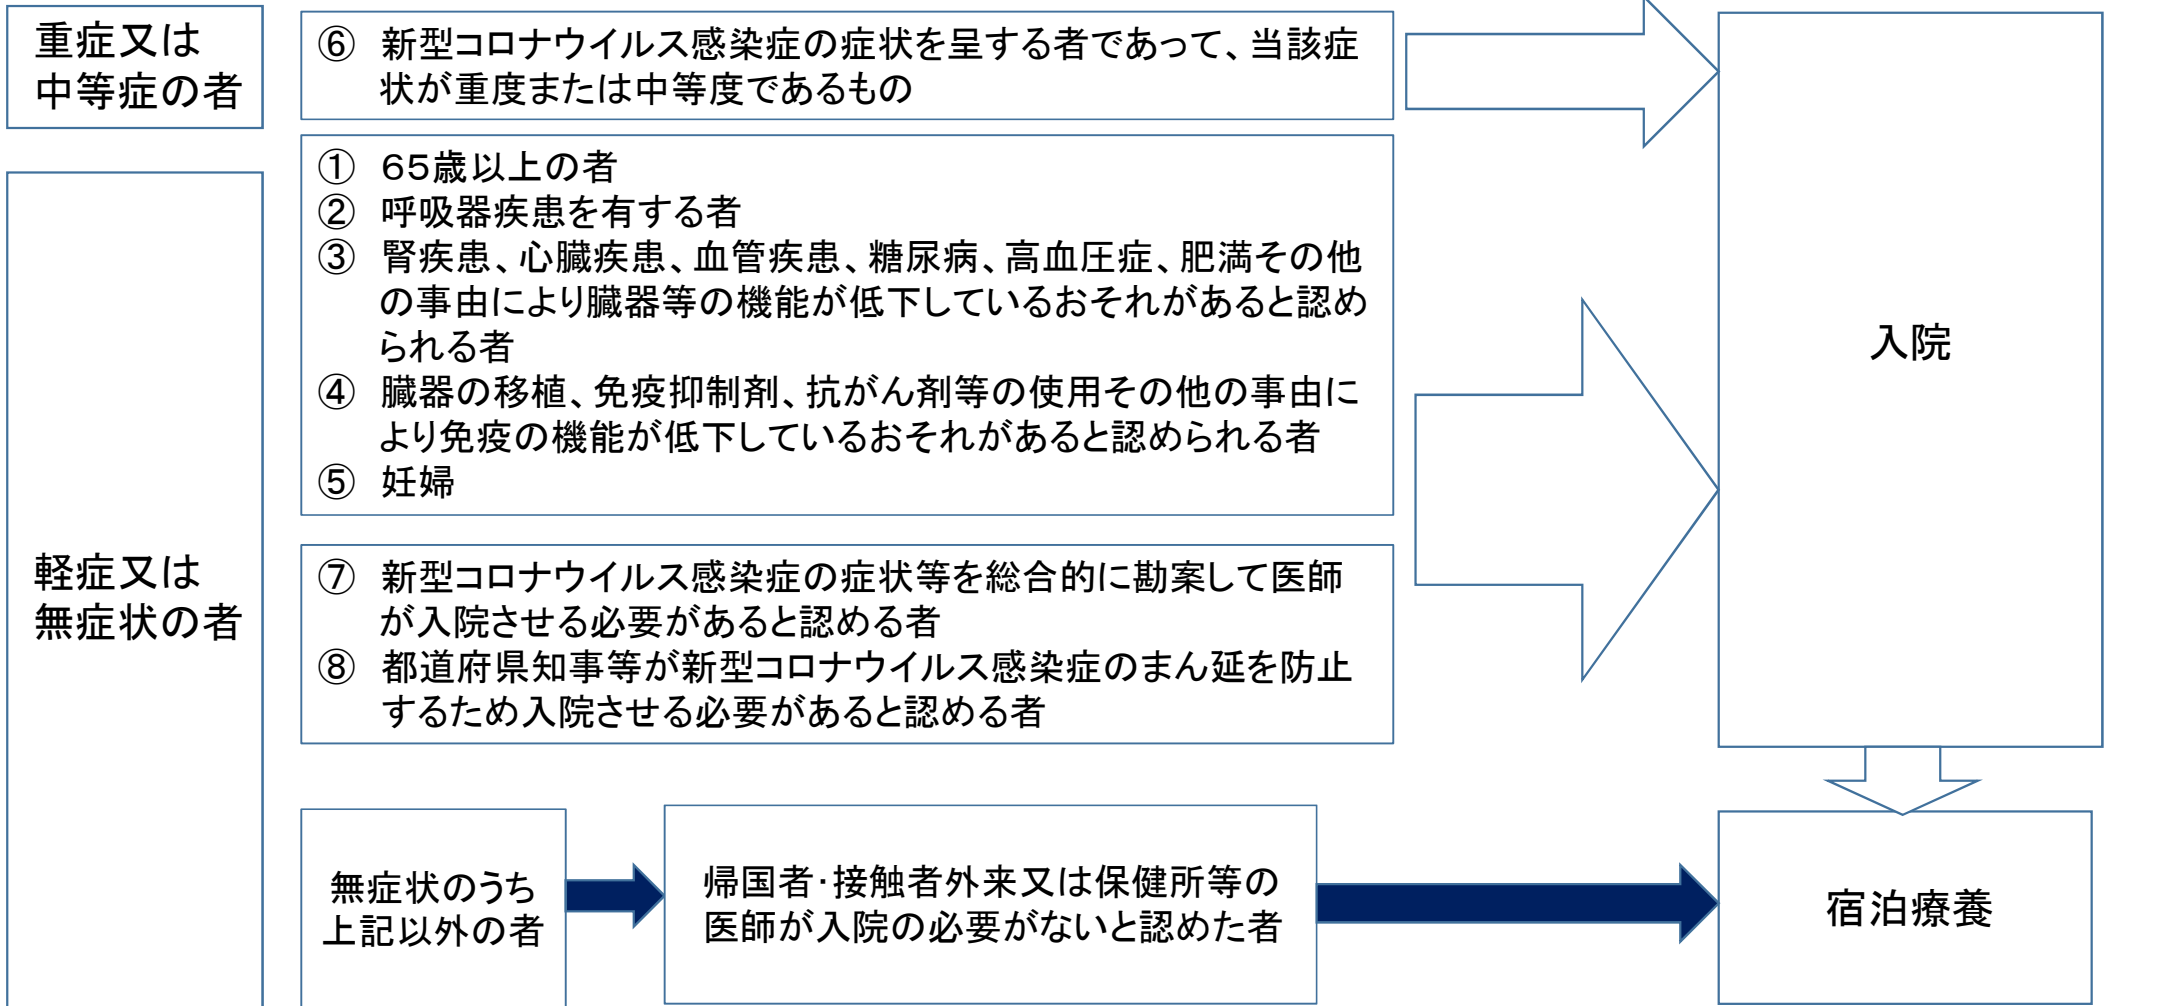 重症又は
中等症の者
⑥ 新型コロナウイルス感染症の症状を呈する者であって、当該症
状が重度または中等度であるもの
軽症又は
無症状の者
① 65歳以上の者
② 呼吸器疾患を有する者
③ 腎疾患、心臓疾患、血管疾患、糖尿病、高血圧症、肥満その他
の事由により臓器等の機能が低下しているおそれがあると認め
られる者
④ 臓器の移植、免疫抑制剤、抗がん剤等の使用その他の事由に
より免疫の機能が低下しているおそれがあると認められる者
⑤ 妊婦
⑦ 新型コロナウイルス感染症の症状等を総合的に勘案して医師
が入院させる必要があると認める者
⑧ 都道府県知事等が新型コロナウイルス感染症のまん延を防止
するため入院させる必要があると認める者
入院
無症状のうち
上記以外の者
帰国者・接触者外来又は保健所等の
医師が入院の必要がないと認めた者
宿泊療養